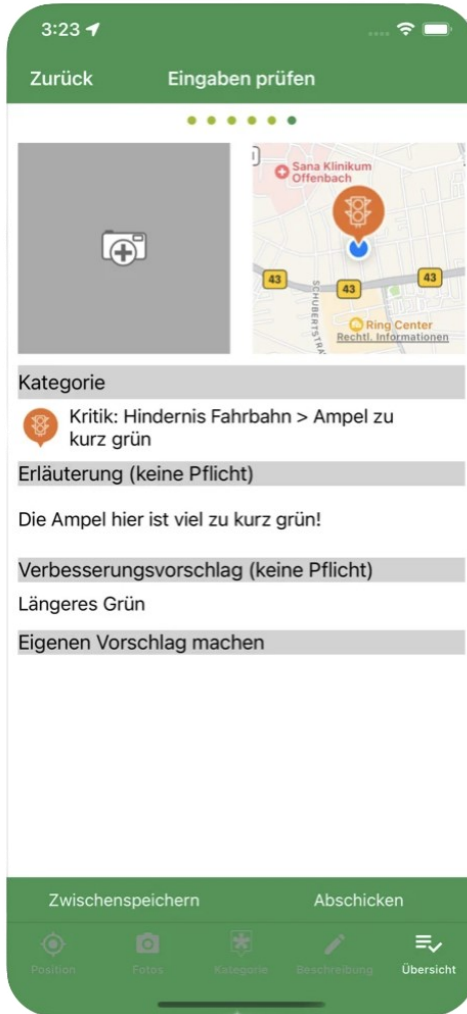 3:23
Zurück
Eingaben prüfen
Sana Klinikum
Offenbach
43
43
43
SCHUBERTSTRA
Ring Center
Rechtl. Informationen
Kategorie
Kritik: Hindernis Fahrbahn > Ampel zu
kurz grün
Erläuterung (keine Pflicht)
Die Ampel hier ist viel zu kurz grün!
Verbesserungsvorschlag (keine Pflicht)
Längeres Grün
Eigenen Vorschlag machen
Zwischenspeichern
Abschicken
Position
Fotos
Kategorie
Beschreibung
Übersicht